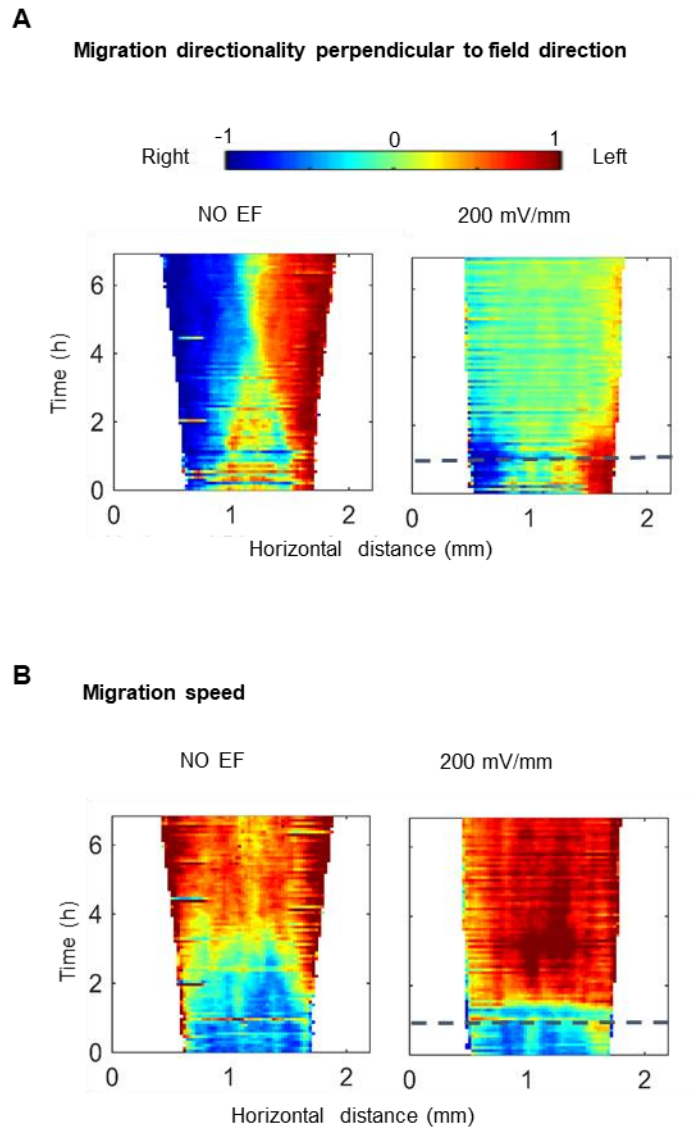 A
Migration directionality perpendicular to field direction
-1 0 1
Right Left
NO EF 200 mV/mm
6
4
2
0
Time (h)
0 1 2 0 1 2
Horizontal distance (mm)
B
Migration speed
NO EF 200 mV/mm
6
4
2
0
Time (h)
0 1 2 0 1 2
Horizontal distance (mm)